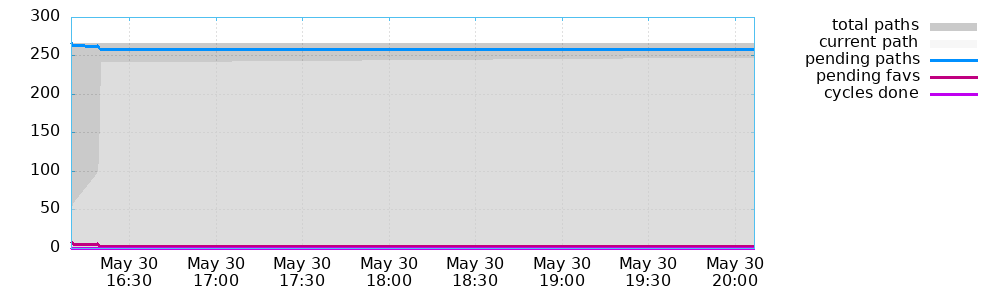 300
250
200
150
100
50
0
May 30 May 30 May 30 May 30 May 30 May 30 May 30 May 30
16:30 17:00 17:30 18:00 18:30 19:00 19:30 20:00
total paths
current path
pending paths
pending favs
cycles done